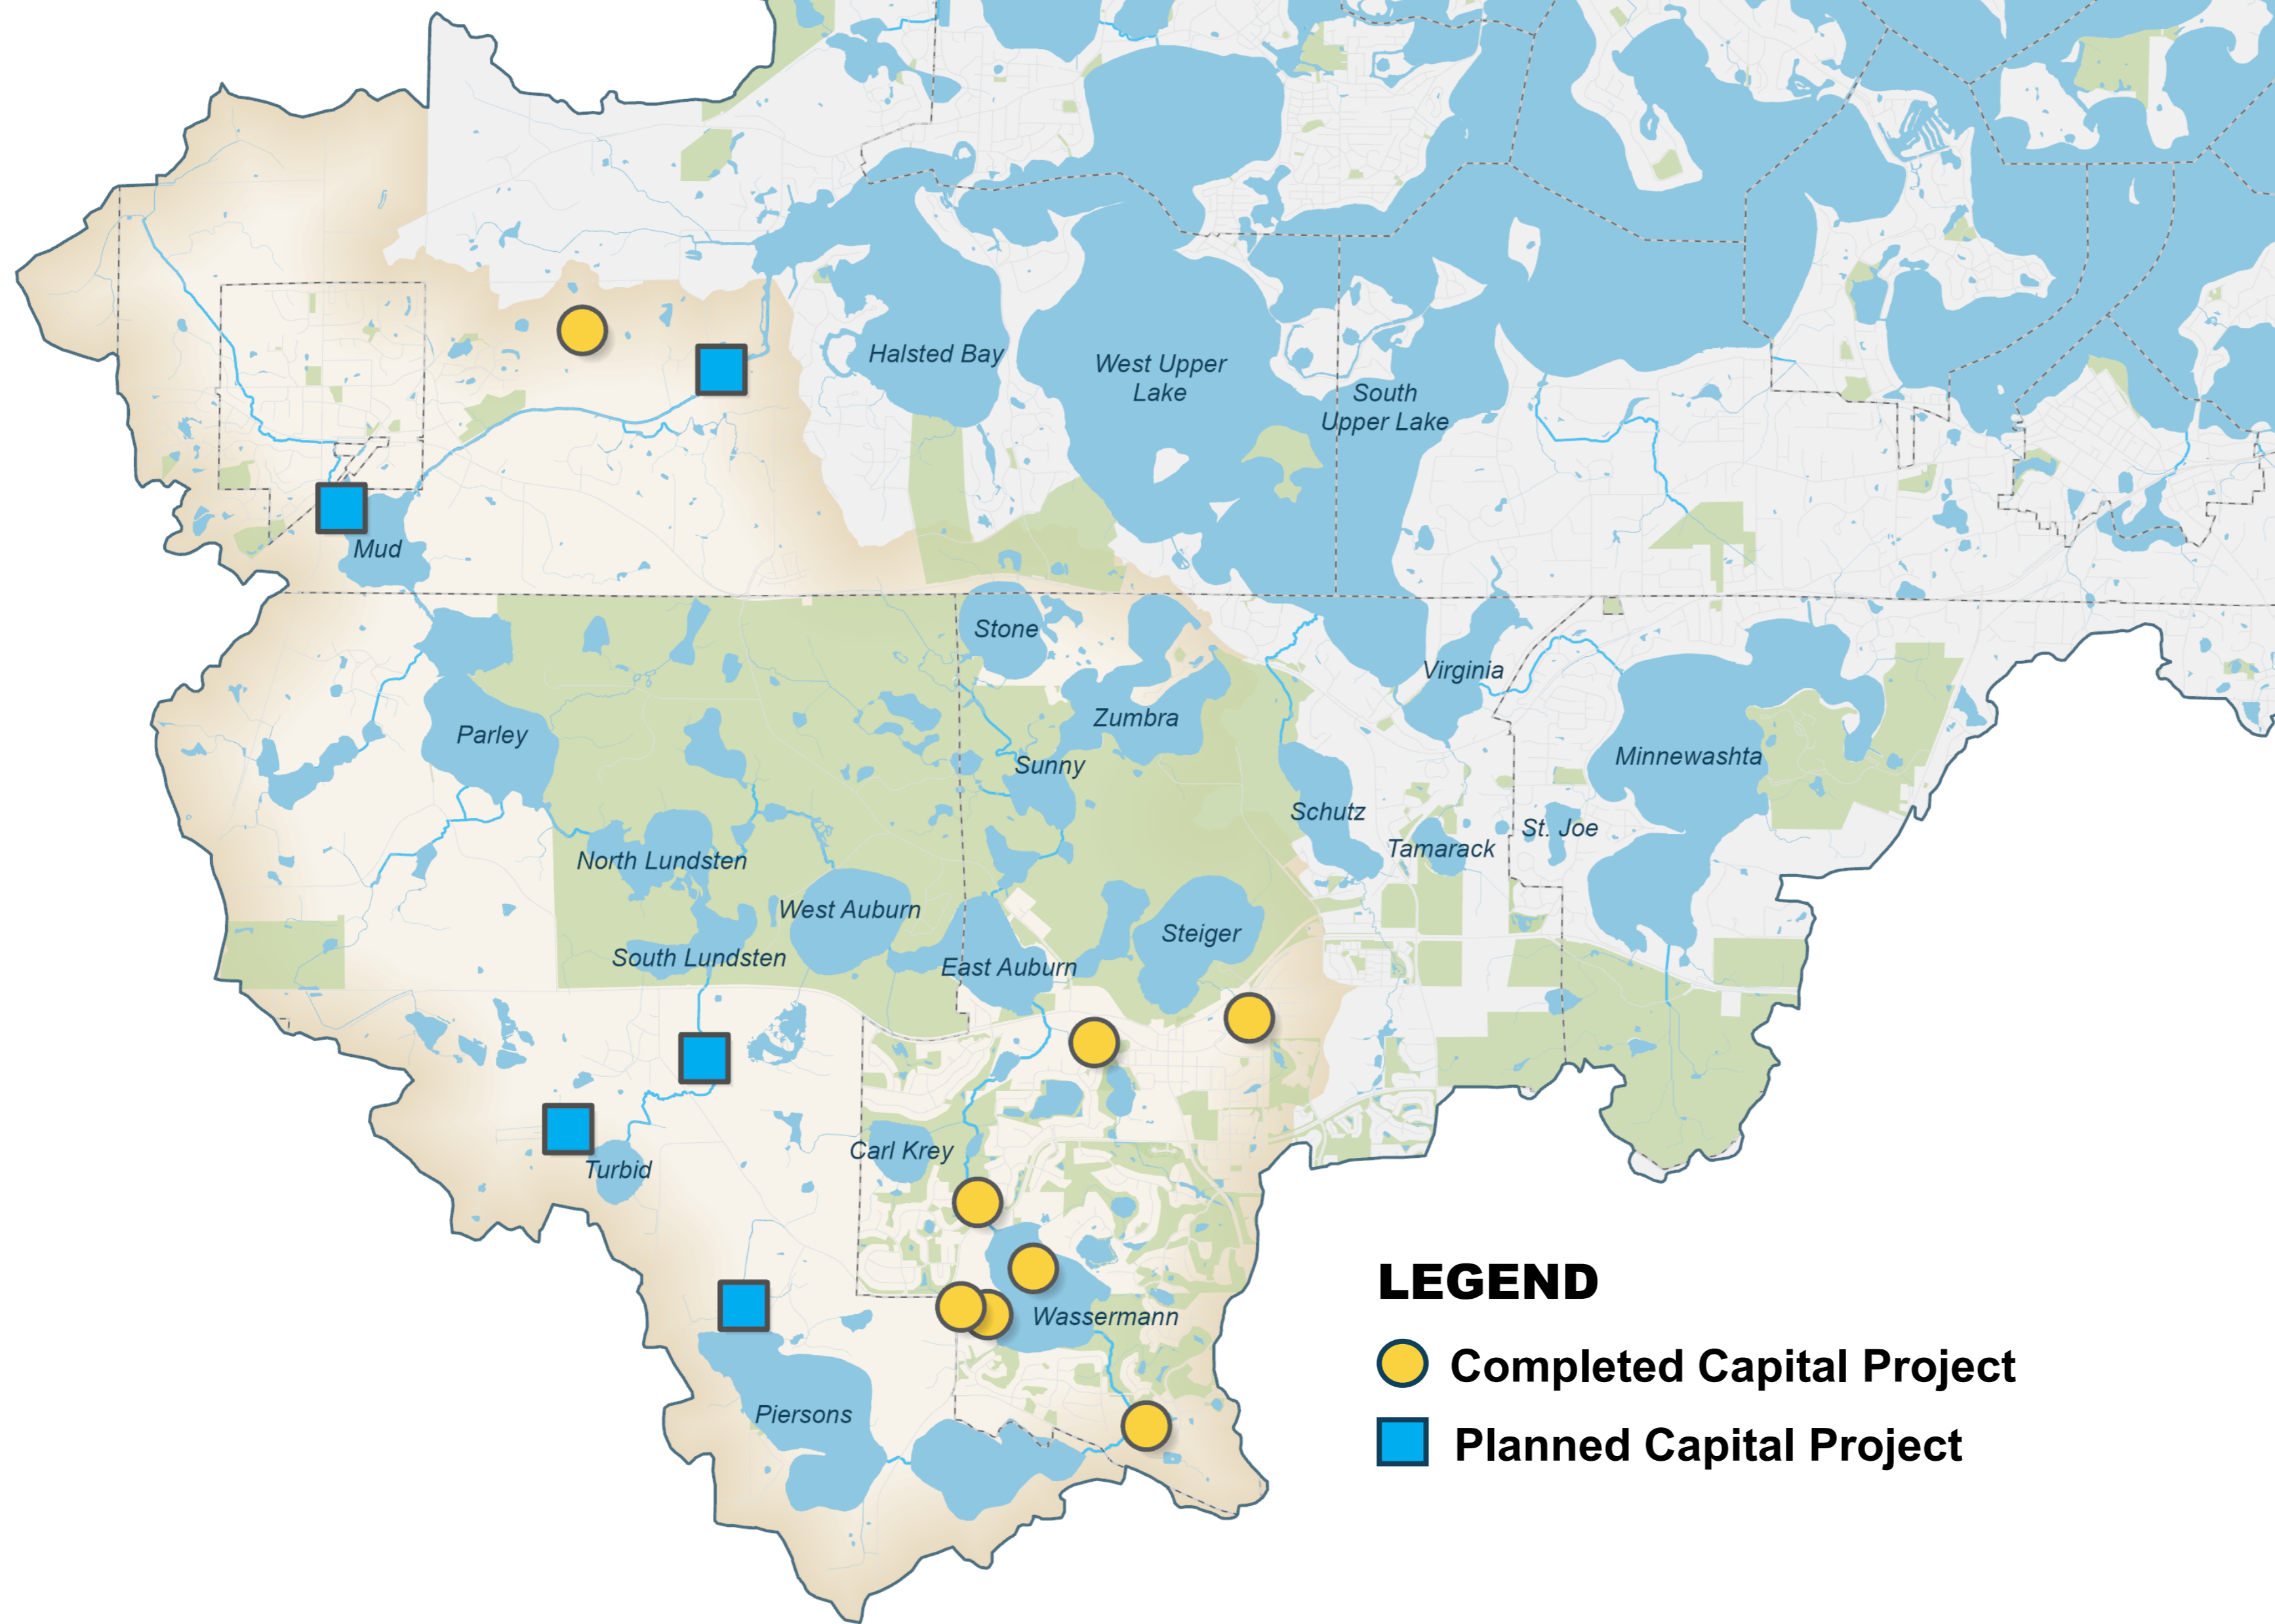 Halsted Bay
West Upper
Lake
South
Upper Lake
Mud
Stone
Virginia
Zumbra
Parley
Minnewashta
Sunny
Schutz
St. Joe
Tamarack
North Lundsten
West Auburn
Steiger
South Lundsten
East Auburn
Carl Krey
Turbid
Wassermann
Piersons
LEGEND
Completed Capital Project
Planned Capital Project